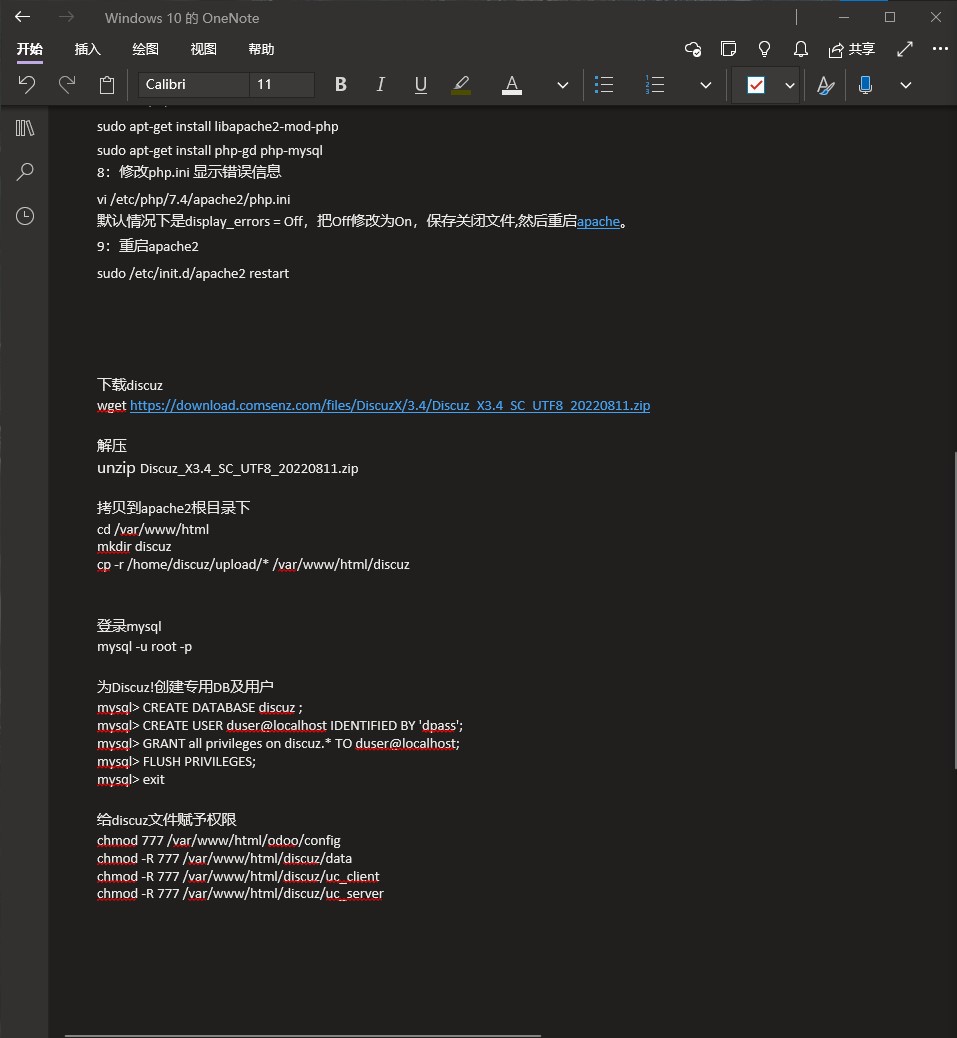 Windows 10 的 OneNote
开始 插入 绘图 视图 帮助 共享
Calibri 11 B I U A
sudo apt-get install libapache2-mod-php
sudo apt-get install php-gd php-mysql
8：修改php.ini 显示错误信息
vi /etc/php/7.4/apache2/php.ini
默认情况下是display_errors = Off，把Off修改为On，保存关闭文件,然后重启apache。
9：重启apache2
sudo /etc/init.d/apache2 restart
下载discuz
wget https://download.comsenz.com/files/DiscuzX/3.4/Discuz_X3.4_SC_UTF8_20220811.zip
解压
unzip Discuz_X3.4_SC_UTF8_20220811.zip
拷贝到apache2根目录下
cd /var/www/html
mkdir discuz
cp -r /home/discuz/upload/* /var/www/html/discuz
登录mysql
mysql -u root -p
为Discuz!创建专用DB及用户
mysql> CREATE DATABASE discuz ;
mysql> CREATE USER duser@localhost IDENTIFIED BY 'dpass';
mysql> GRANT all privileges on discuz.* TO duser@localhost;
mysql> FLUSH PRIVILEGES;
mysql> exit
给discuz文件赋予权限
chmod 777 /var/www/html/odoo/config
chmod -R 777 /var/www/html/discuz/data
chmod -R 777 /var/www/html/discuz/uc_client
chmod -R 777 /var/www/html/discuz/uc_server